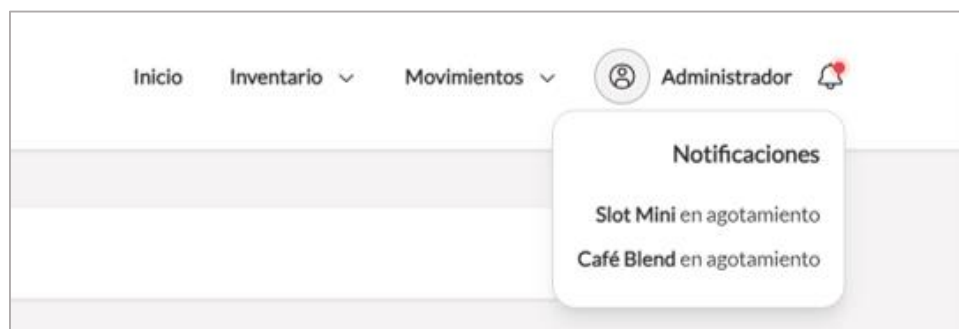 Inicio Inventario Movimientos Administrador
Notificaciones
Slot Mini en agotamiento
Café Blend en agotamiento